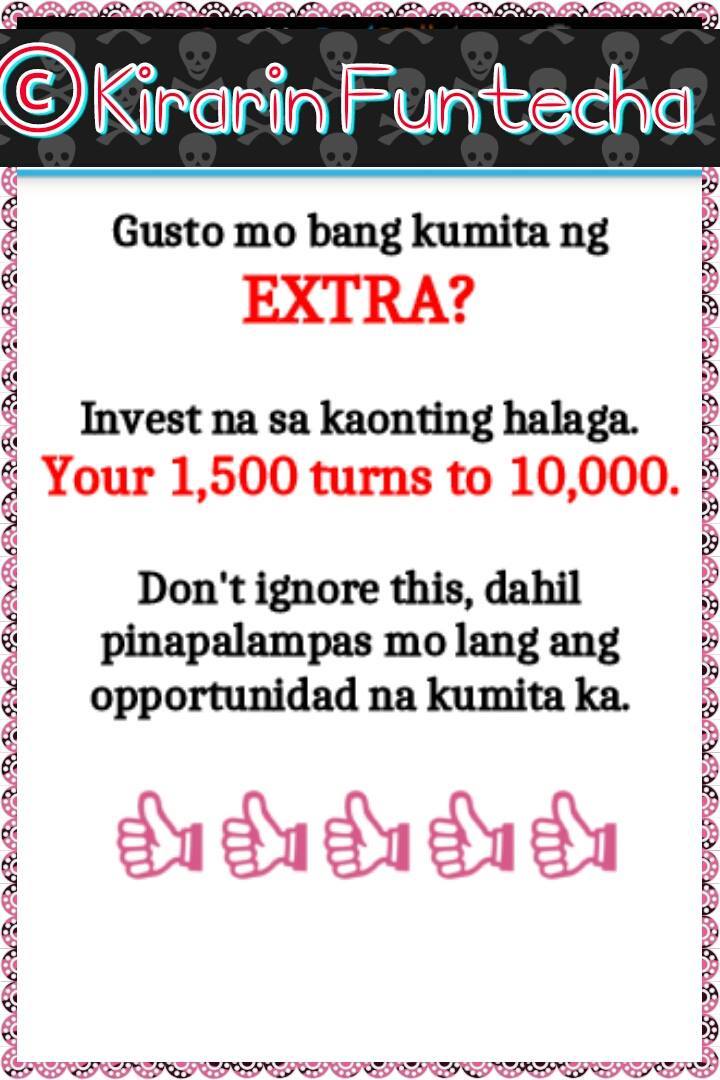 ©Kirarin Funtecha
Gusto mo bang kumita ng
EXTRA?
Invest na sa kaonting halaga.
Your 1,500 turns to 10,000.
Don't ignore this, dahil
pinapalampas mo lang ang
opportunidad na kumita ka.